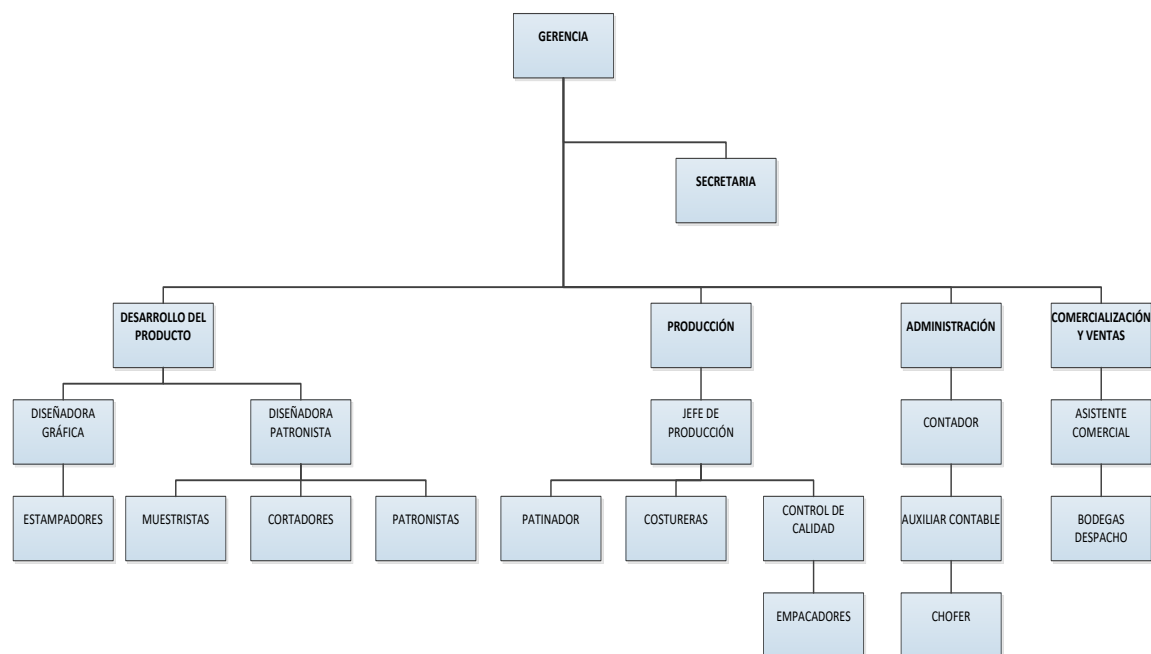 GERENCIA
SECRETARIA
DESARROLLO DEL
PRODUCTO
PRODUCCIÓN
ADMINISTRACIÓN
COMERCIALIZACIÓN
Y VENTAS
DISEÑADORA
GRÁFICA
DISEÑADORA
PATRONISTA
JEFE DE
PRODUCCIÓN
CONTADOR
ASISTENTE
COMERCIAL
ESTAMPADORES
MUESTRISTAS
CORTADORES
PATRONISTAS
PATINADOR
COSTURERAS
CONTROL DE
CALIDAD
AUXILIAR CONTABLE
BODEGAS
DESPACHO
EMPACADORES
CHOFER